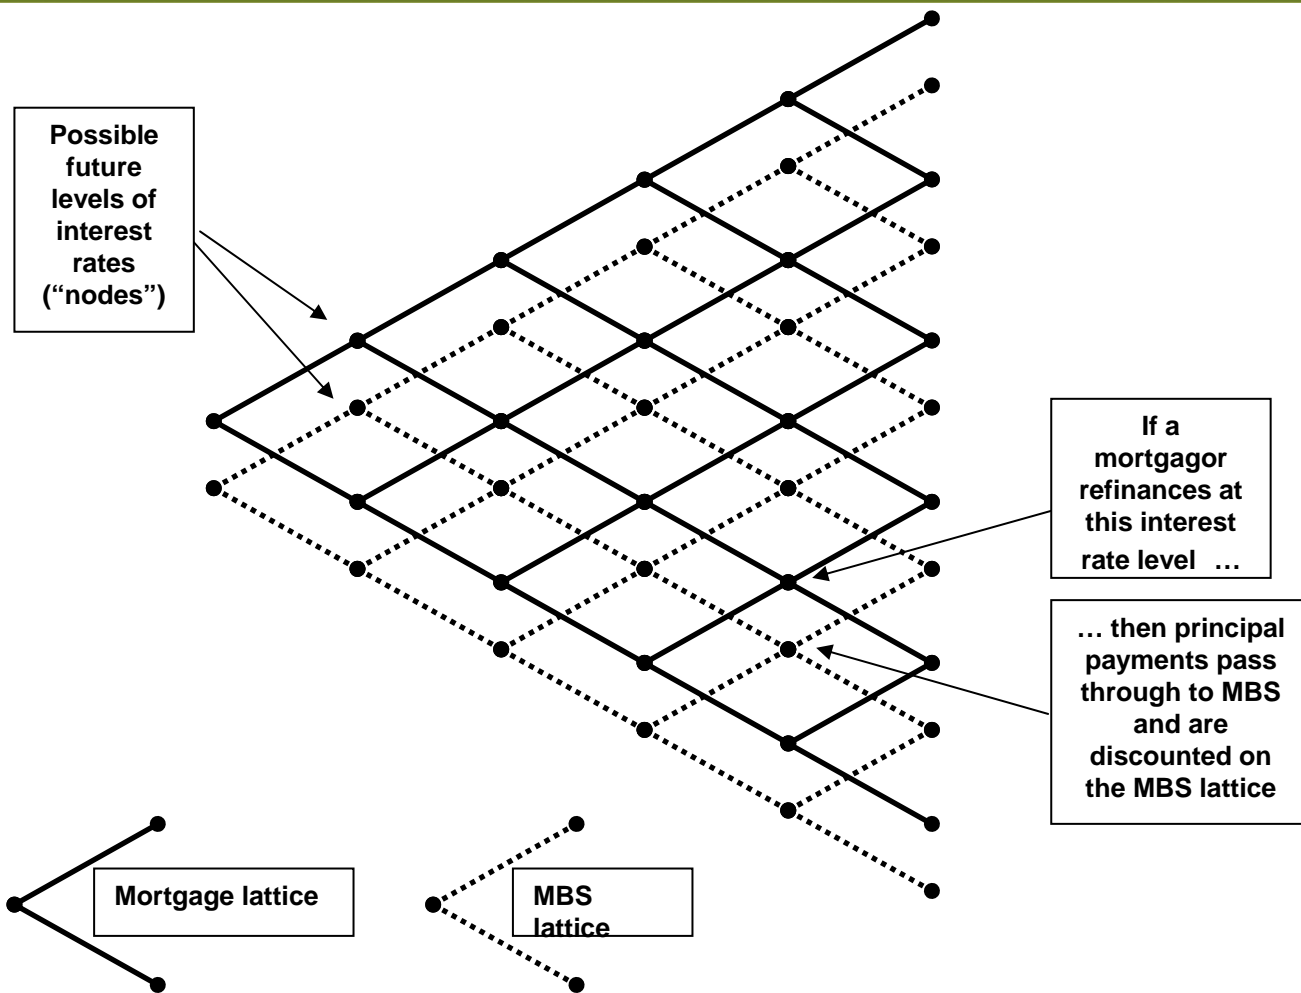 Possible
future
levels of
interest
rates
(“nodes”)
If a
mortgagor
refinances at
this interest
rate level ...
... then principal
payments pass
through to MBS
and are
discounted on
the MBS lattice
Mortgage lattice
MBS
lattice